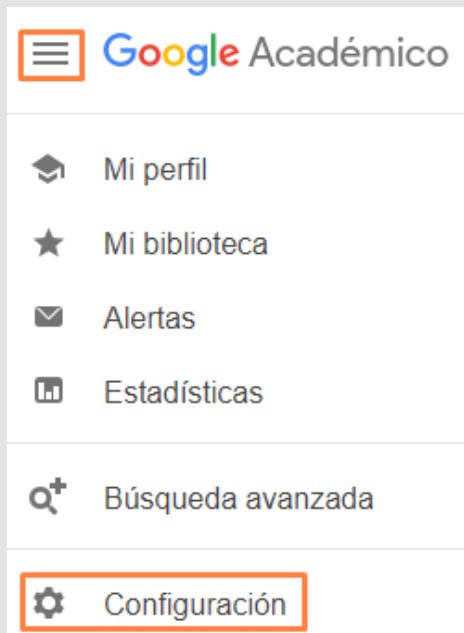 Google Académico
Mi perfil
Mi biblioteca
Alertas
Estadísticas
Búsqueda avanzada
Configuración